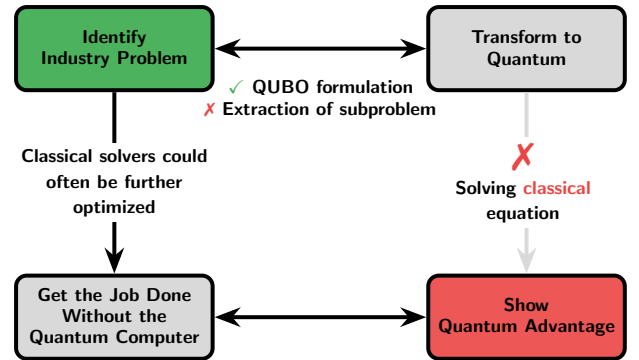 Identify
Industry Problem
Transform to
Quantum
✓ QUBO formulation
✗ Extraction of subproblem
Classical solvers could
often be further
optimized
✗
Solving classical
equation
Get the Job Done
Without the
Quantum Computer
Show
Quantum Advantage